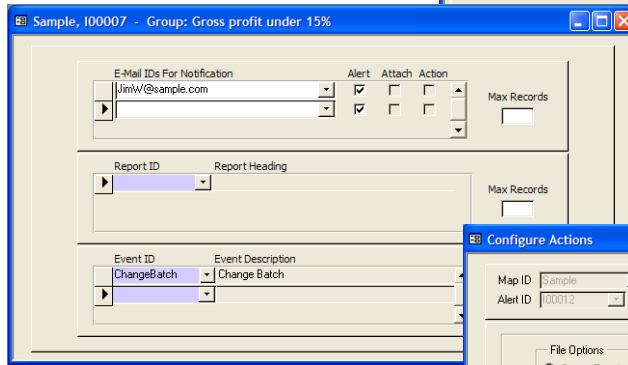 Sample, I00007 - Group: Gross profit under 15%
E-Mail IDs For Notification Alert Attach Action
JimW@sample.com
Max Records
Report ID Report Heading
Max Records
Event ID Event Description
ChangeBatch Change Batch
Configure Actions
Map ID Sample
Alert ID I00012
File Options